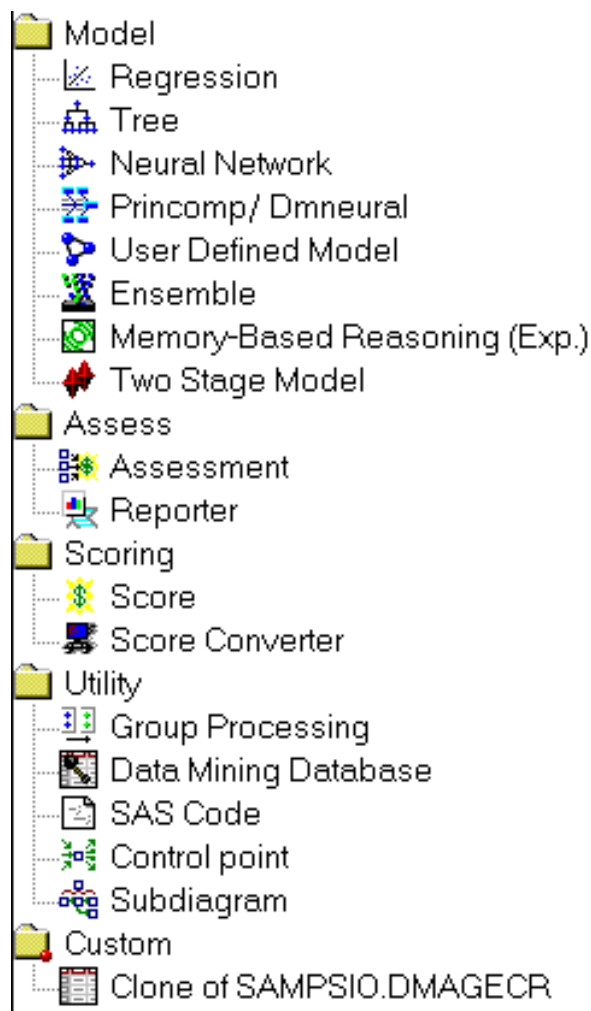 Model
Regression
Tree
Neural Network
Princomp/ Dmneural
User Defined Model
Ensemble
Memory-Based Reasoning (Exp.)
Two Stage Model
Assess
Assessment
Reporter
Scoring
Score
Score Converter
Utility
Group Processing
Data Mining Database
SAS Code
Control point
Subdiagram
Custom
Clone of SAMPSIO.DMAGECR